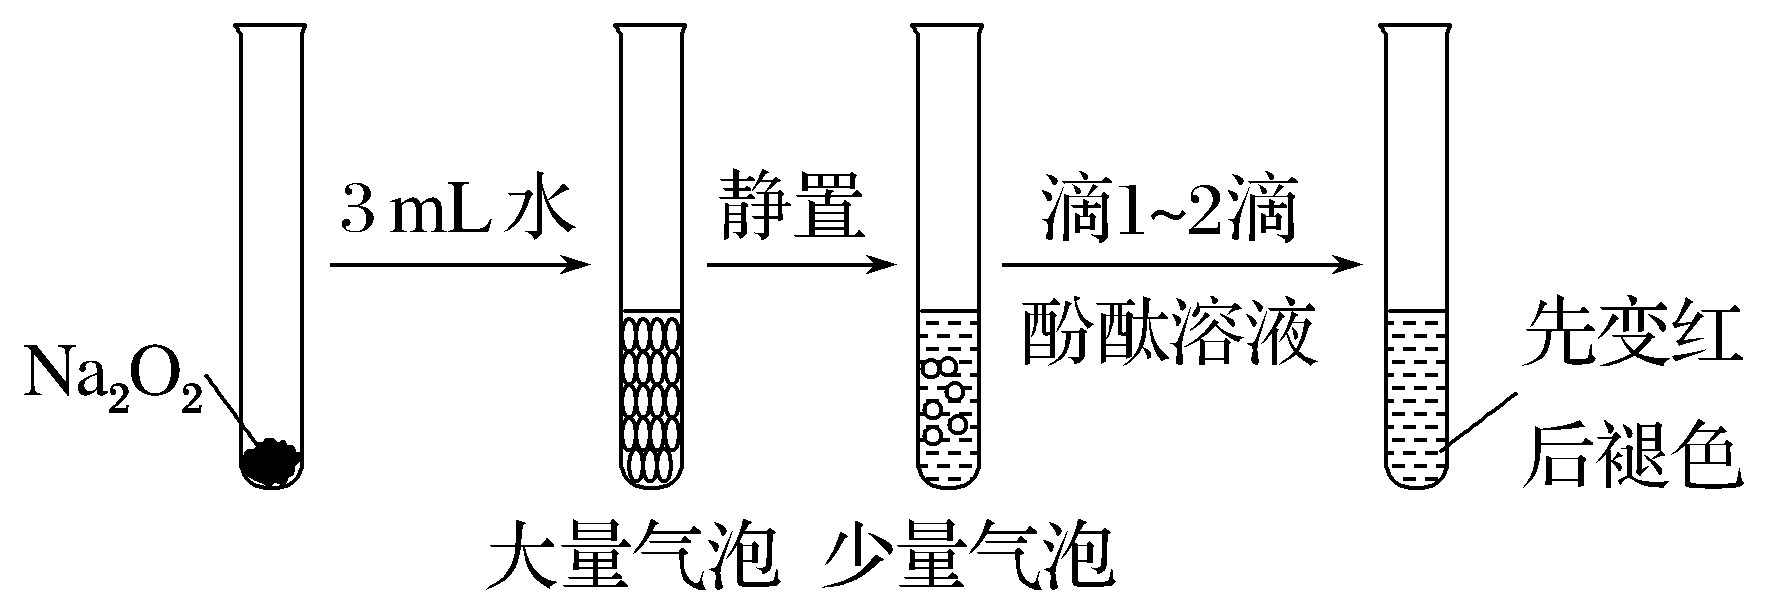 Na₂O₂
3 mL 水
大量气泡
静置
少量气泡
滴1~2滴
酚酞溶液
先变红
后褪色